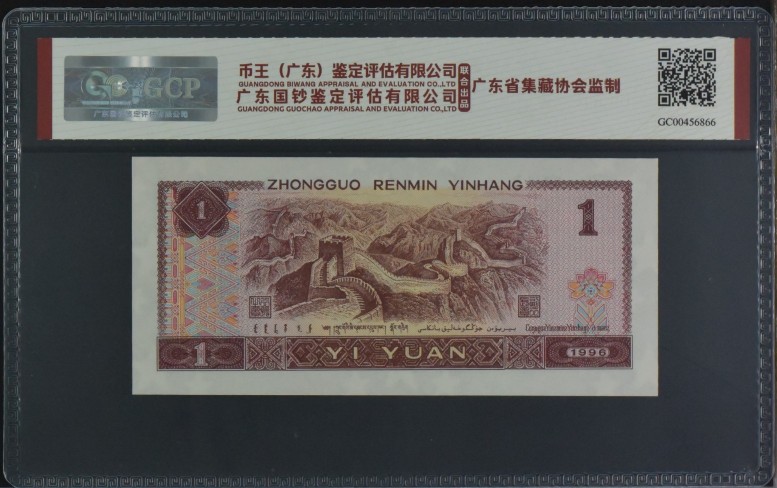 GCP
币王（广东）鉴定评估有限公司
GUANGDONG BIWANG APPRAISAL AND EVALUATION CO.,LTD
广东国钞鉴定评估有限公司
GUANGDONG GUOCHAO APPRAISAL AND EVALUATION CO.,LTD
联合出品
广东省集藏协会监制
GC00456866
ZHONGGUO RENMIN YINHANG
1
1
1
YI YUAN
1996